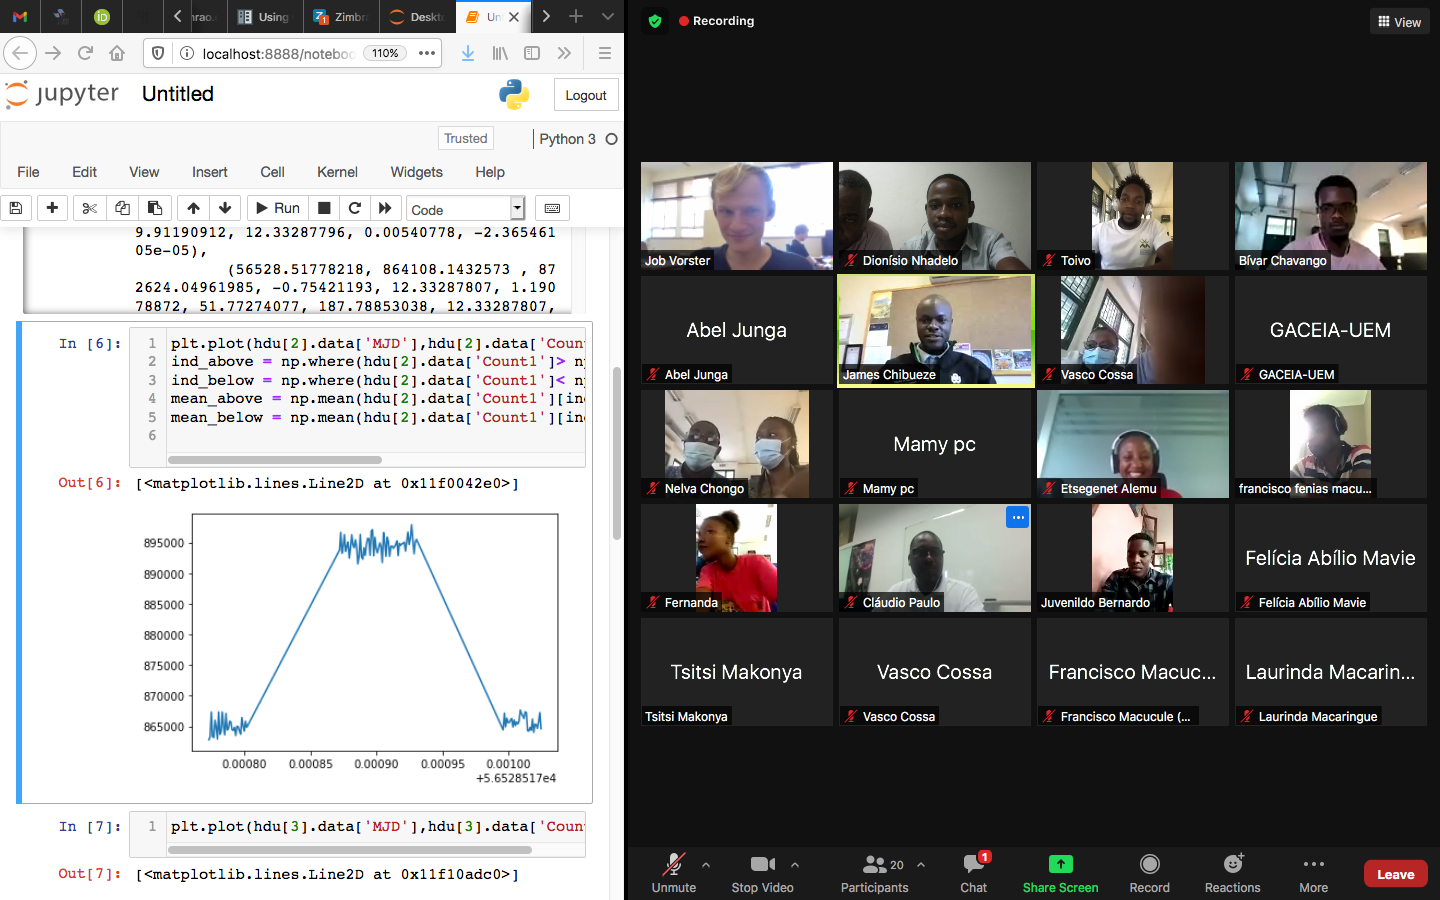 nrao.
Using
Zimbr
Deskt
Un
localhost:8888/noteboo
110%
jupyter
Untitled
Logout
Trusted
Python 3
File Edit View Insert Cell Kernel Widgets Help
Run
Code
9.91190912, 12.33287796, 0.00540778, -2.365461
05e-05),
(56528.51778218, 864108.1432573 , 87
2624.04961985, -0.75421193, 12.33287807, 1.190
78872, 51.77274077, 187.78853038, 12.33287807,
In [6]:
1 plt.plot(hdu[2].data['MJD'],hdu[2].data['Coun
2 ind_above = np.where(hdu[2].data['Count1']> np
3 ind_below = np.where(hdu[2].data['Count1']< np
4 mean_above = np.mean(hdu[2].data['Count1'][ind
5 mean_below = np.mean(hdu[2].data['Count1'][ind
6
Out[6]: [<matplotlib.lines.Line2D at 0x11f0042e0>]
895000
890000
885000
880000
875000
870000
865000
0.00080 0.00085 0.00090 0.00095 0.00100
+5.6528517e4
In [7]:
1 plt.plot(hdu[3].data['MJD'],hdu[3].data['Coun
Out[7]: [<matplotlib.lines.Line2D at 0x11f10adc0>]
Recording
View
Job Vorster
Dionísio Nhadelo
Toivo
Bívar Chavango
Abel Junga
Abel Junga
James Chibueze
Vasco Cossa
GACEIA-UEM
GACEIA-UEM
Nelva Chongo
Mamy pc
Mamy pc
Etsegenet Alemu
francisco fenias macu...
Fernanda
Cláudio Paulo
Juvenildo Bernardo
Felícia Abílio Mavie
Felícia Abílio Mavie
Tsitsi Makonya
Tsitsi Makonya
Vasco Cossa
Vasco Cossa
Francisco Macuc...
Francisco Macucule (...
Laurinda Macarin...
Laurinda Macaringue
Unmute
Stop Video
20
Participants
1
Chat
Share Screen
Record
Reactions
More
Leave